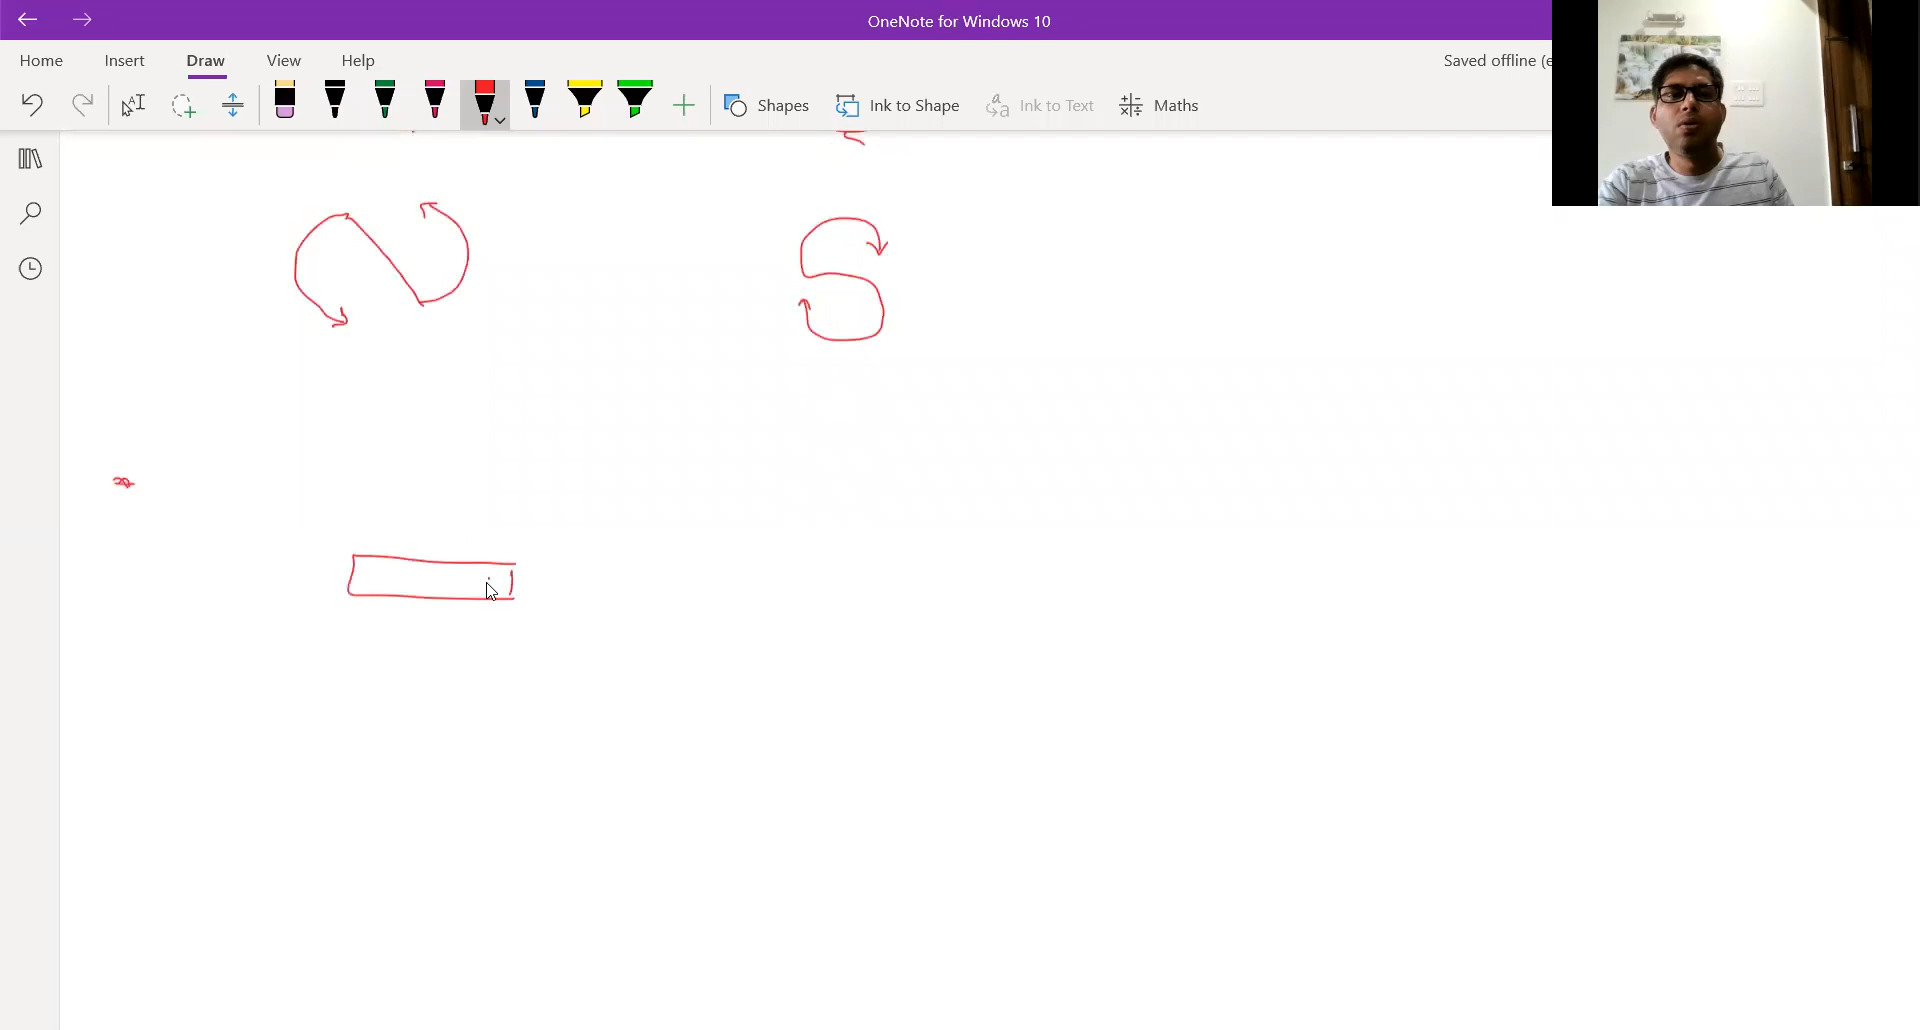 OneNote for Windows 10
Home Insert Draw View Help
Saved offline (e
Shapes Ink to Shape Ink to Text Maths
N S